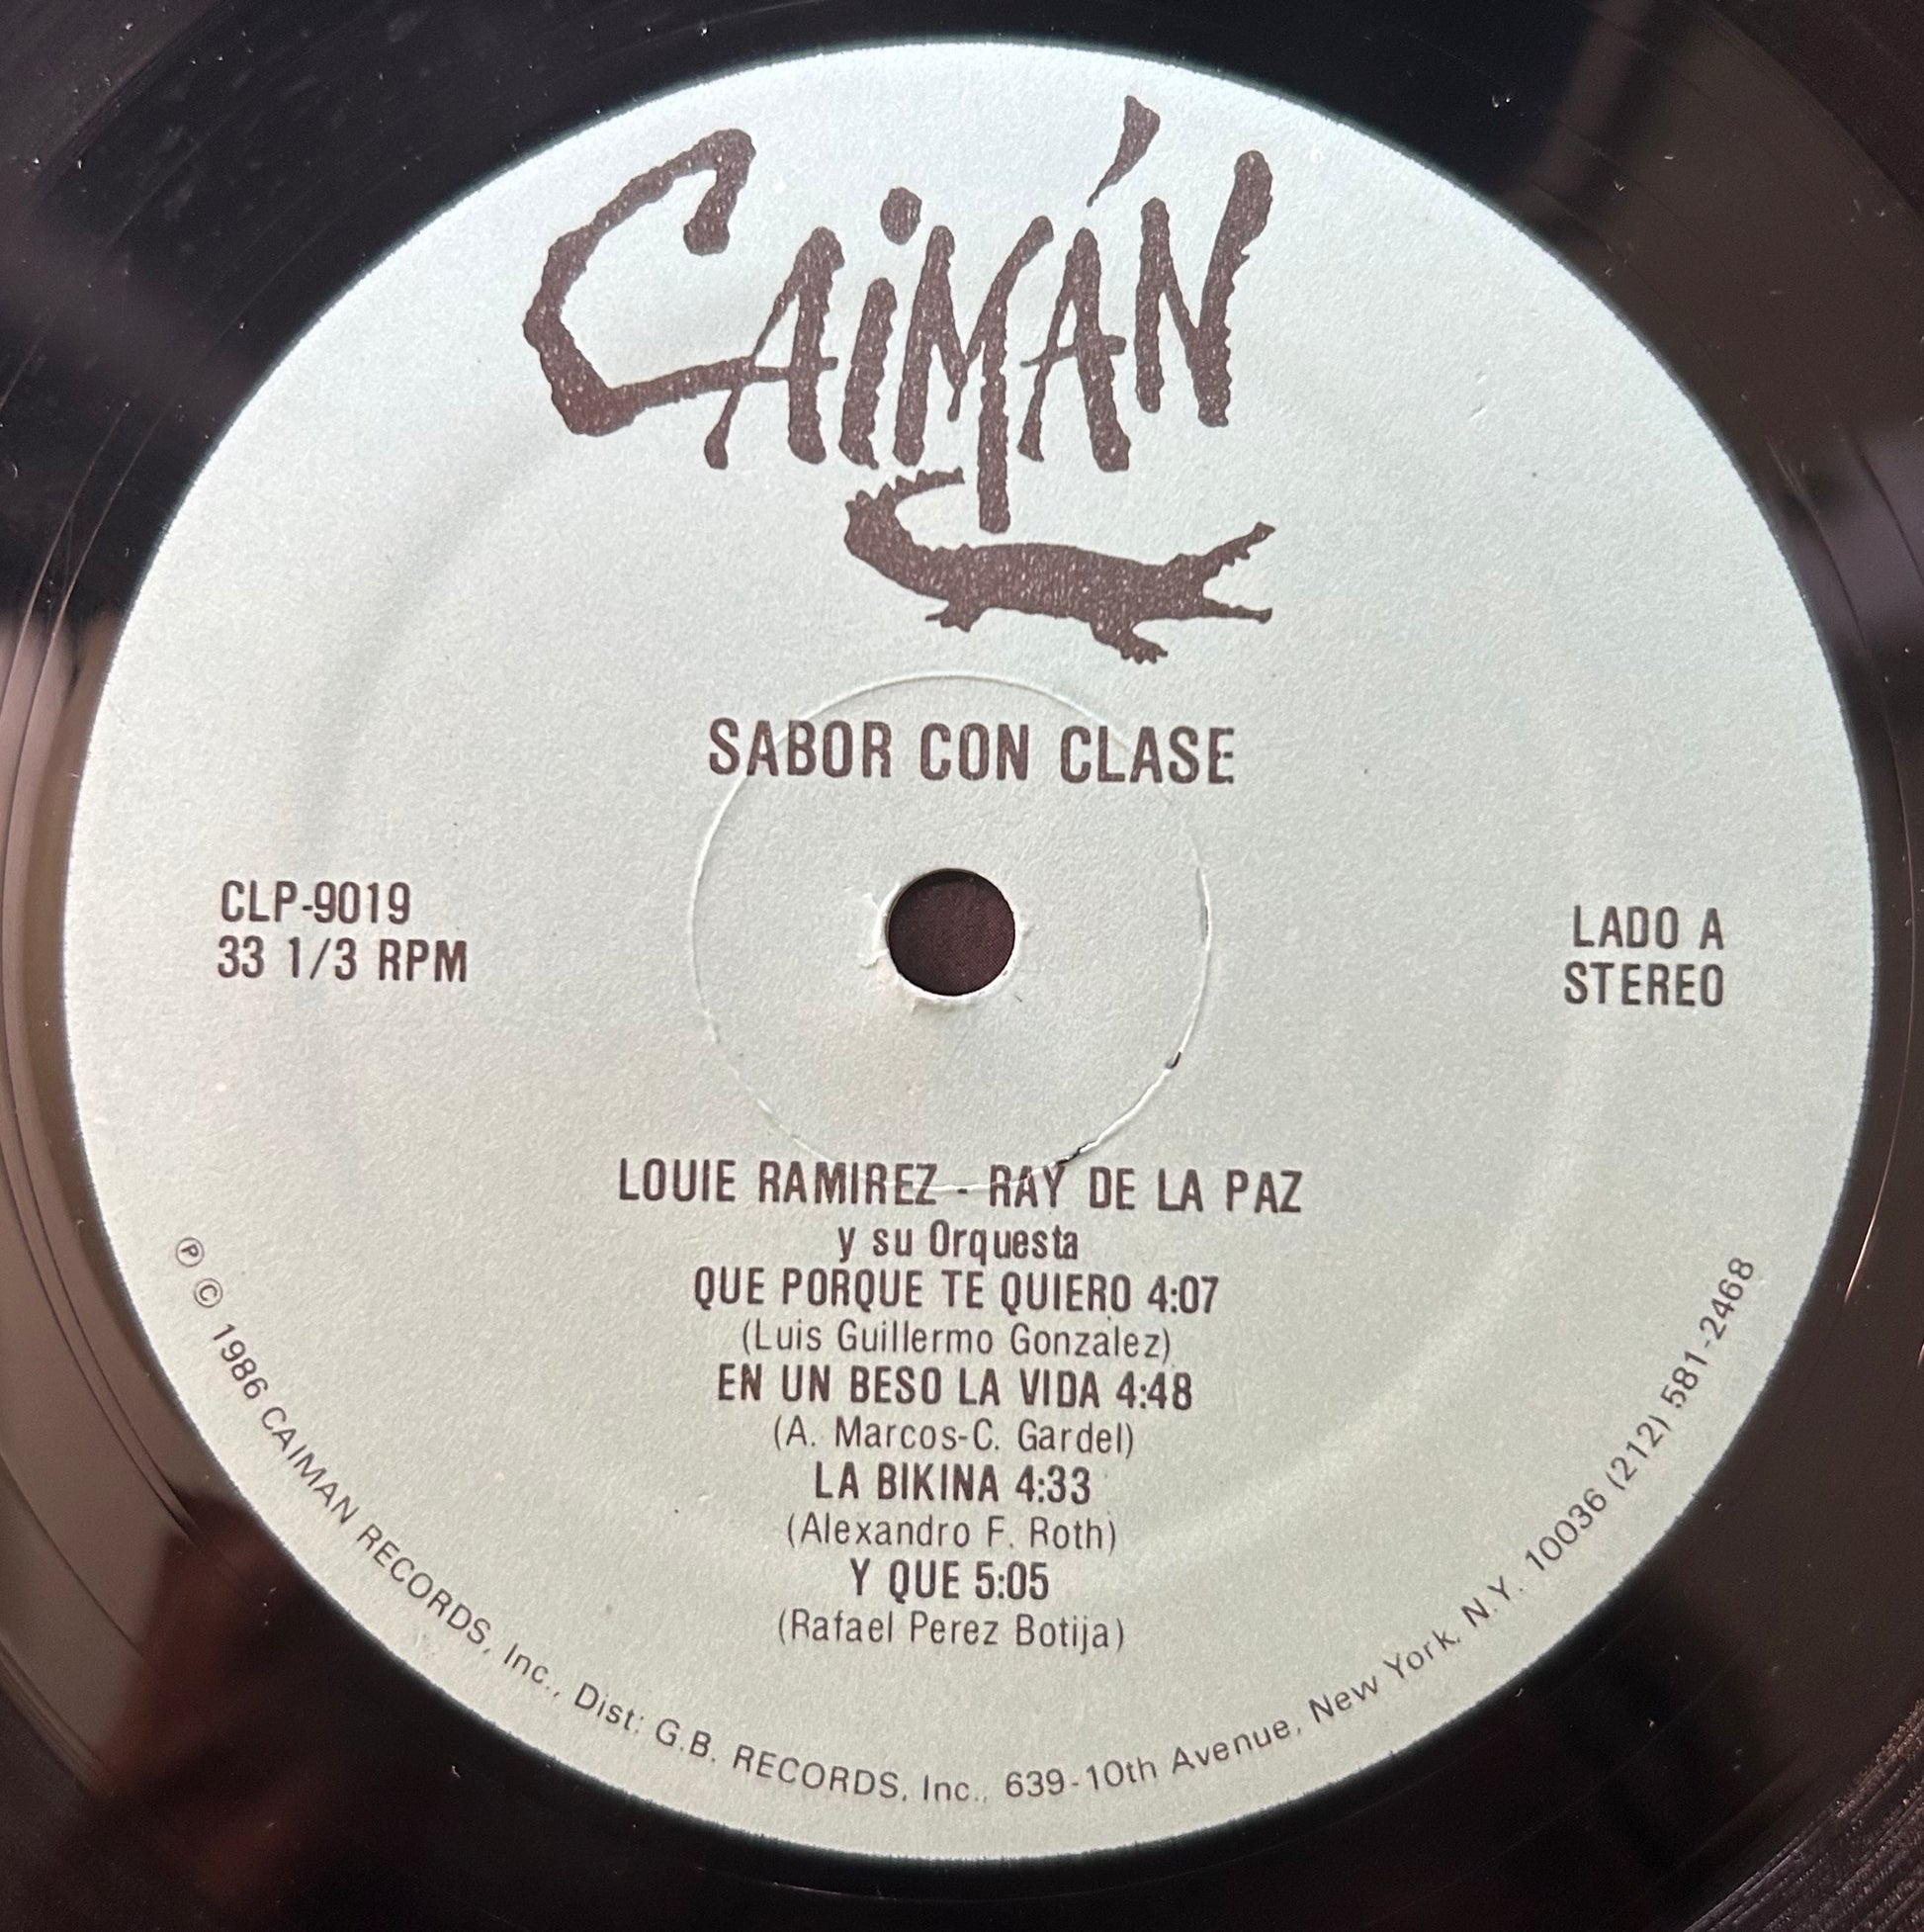 CAiMÁN
SABOR CON CLASE
CLP-9019
33 1/3 RPM
LADO A
STEREO
LOUIE RAMIREZ - RAY DE LA PAZ
y su Orquesta
QUE PORQUE TE QUIERO 4:07
(Luis Guillermo Gonzalez)
EN UN BESO LA VIDA 4:48
(A. Marcos-C. Gardel)
LA BIKINA 4:33
(Alexandro F. Roth)
Y QUE 5:05
(Rafael Perez Botija)
Ⓟ © 1986 CAIMAN RECORDS, Inc., Dist: G.B. RECORDS, Inc., 639-10th Avenue, New York, N.Y. 10036 (212) 581-2468